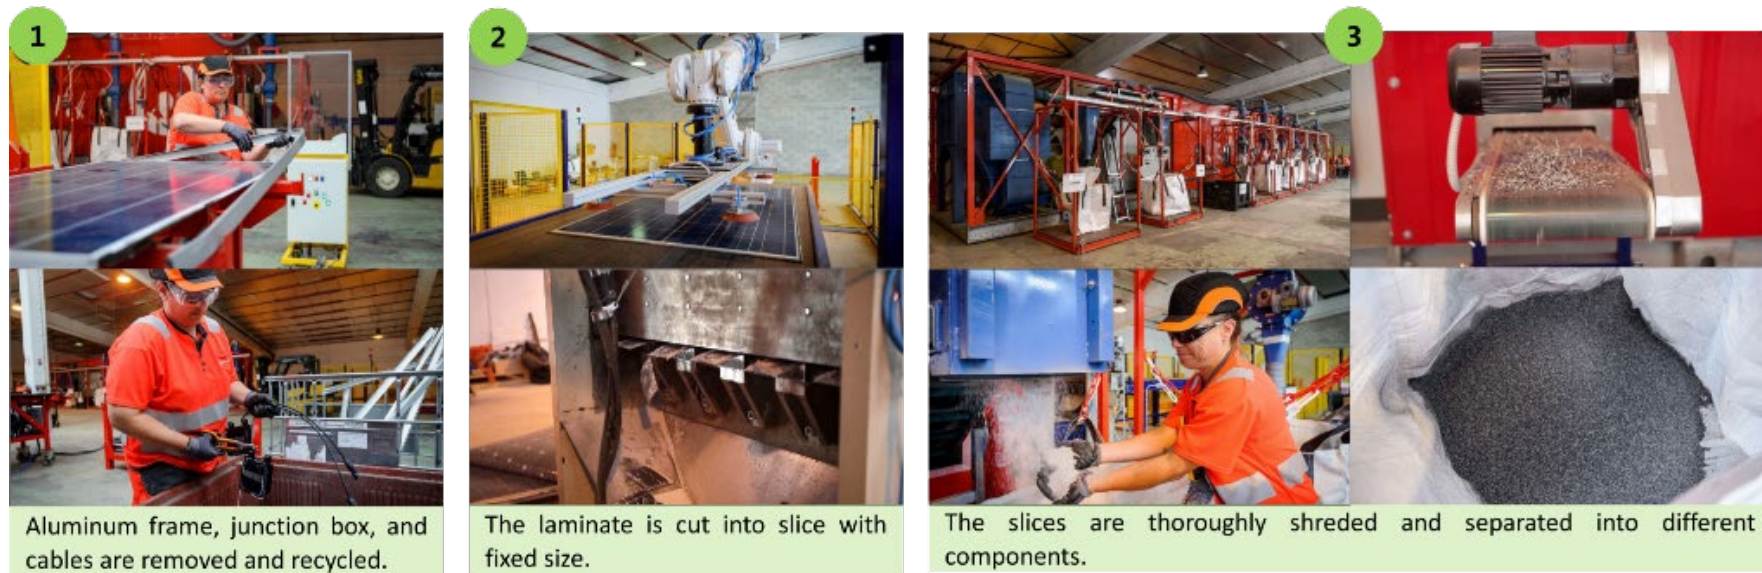 1
Aluminum frame, junction box, and
cables are removed and recycled.
2
The laminate is cut into slice with
fixed size.
3
The slices are thoroughly shreded and separated into different
components.